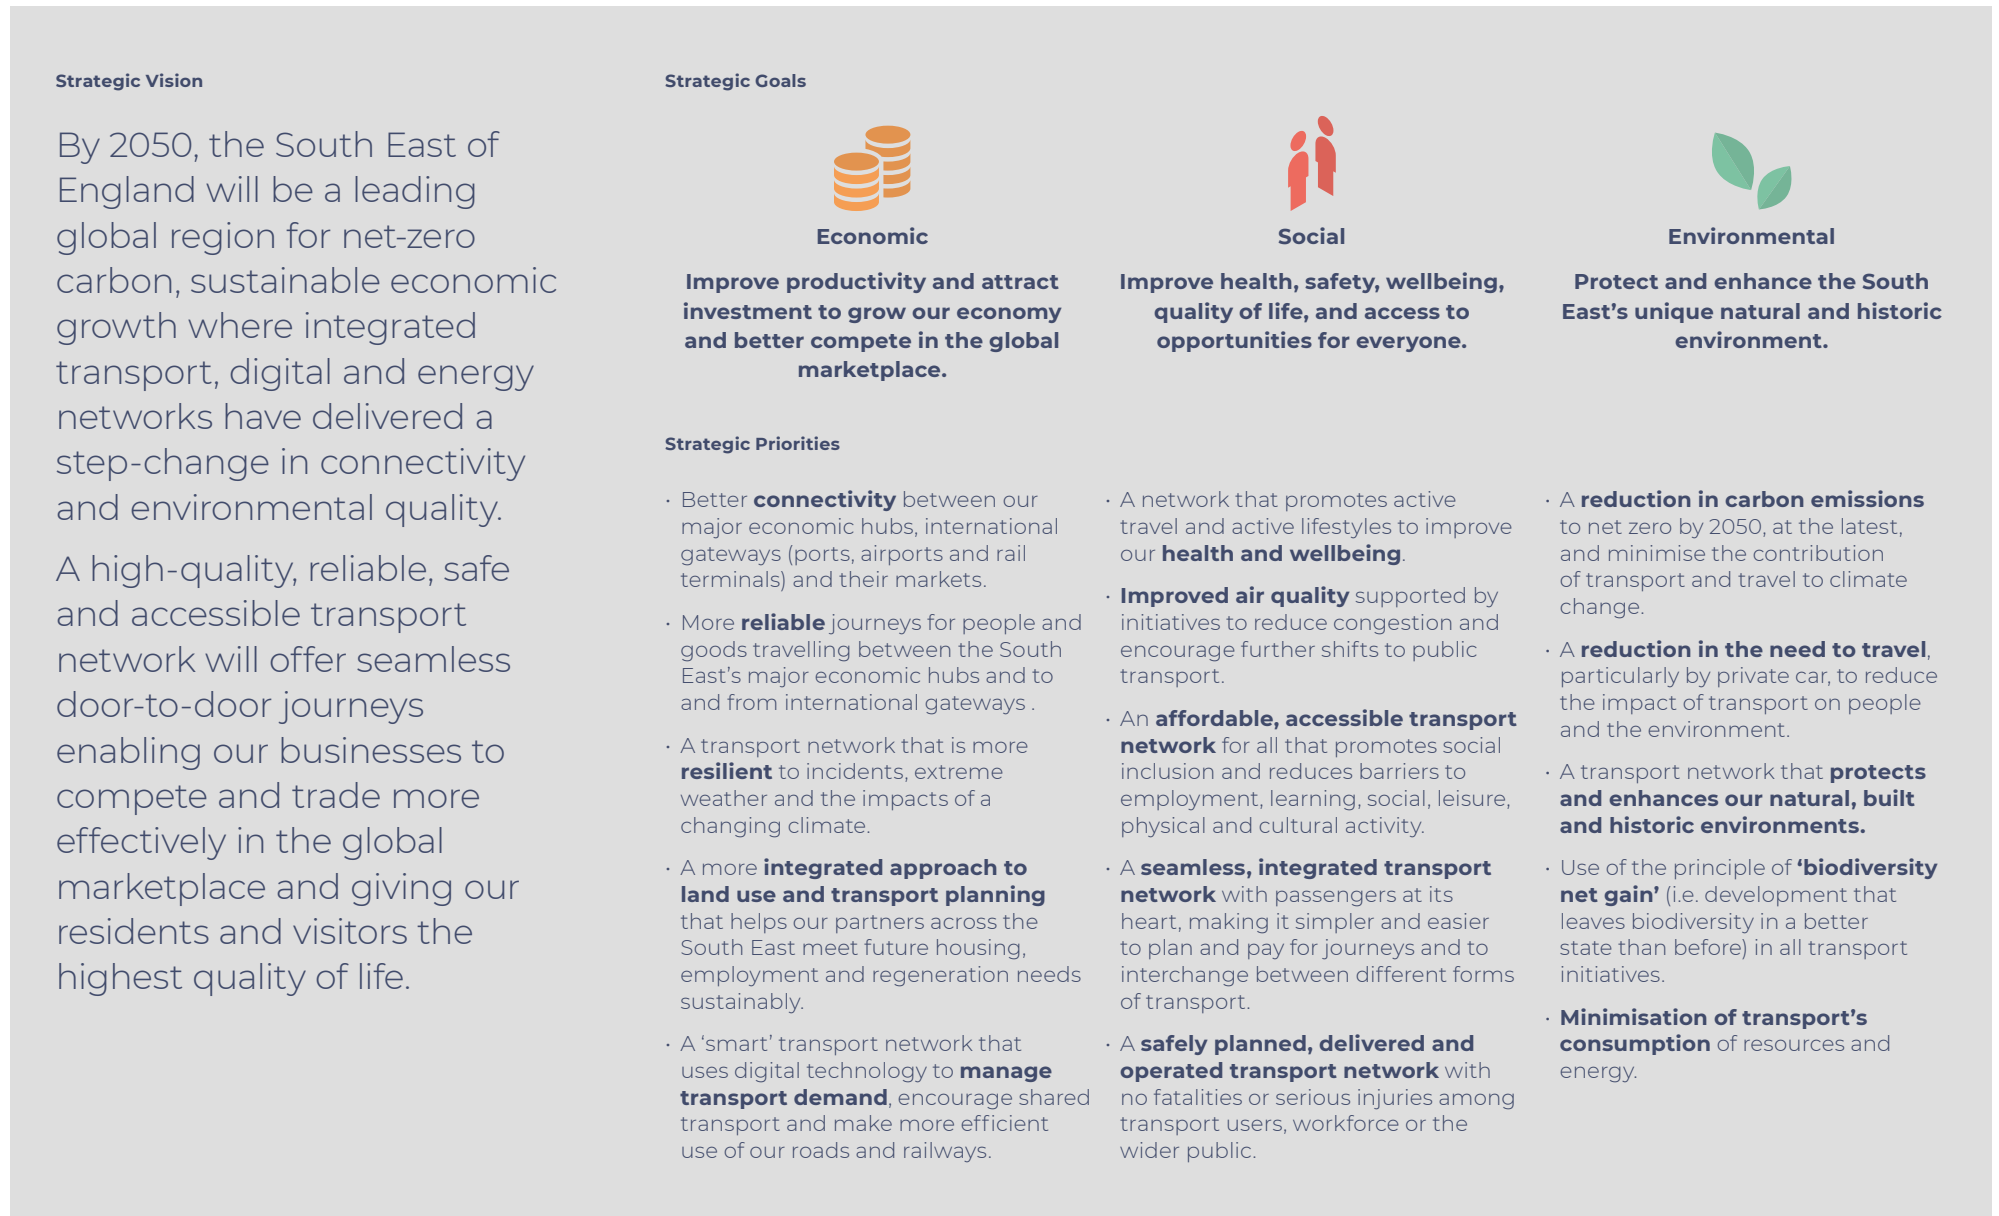 Strategic Vision
By 2050, the South East of
England will be a leading
global region for net-zero
carbon, sustainable economic
growth where integrated
transport, digital and energy
networks have delivered a
step-change in connectivity
and environmental quality.
A high-quality, reliable, safe
and accessible transport
network will offer seamless
door-to-door journeys
enabling our businesses to
compete and trade more
effectively in the global
marketplace and giving our
residents and visitors the
highest quality of life.
Strategic Goals
Economic
Improve productivity and attract
investment to grow our economy
and better compete in the global
marketplace.
Social
Improve health, safety, wellbeing,
quality of life, and access to
opportunities for everyone.
Environmental
Protect and enhance the South
East’s unique natural and historic
environment.
Strategic Priorities
· Better connectivity between our
major economic hubs, international
gateways (ports, airports and rail
terminals) and their markets.
· More reliable journeys for people and
goods travelling between the South
East’s major economic hubs and to
and from international gateways .
· A transport network that is more
resilient to incidents, extreme
weather and the impacts of a
changing climate.
· A more integrated approach to
land use and transport planning
that helps our partners across the
South East meet future housing,
employment and regeneration needs
sustainably.
· A ‘smart’ transport network that
uses digital technology to manage
transport demand, encourage shared
transport and make more efficient
use of our roads and railways.
· A network that promotes active
travel and active lifestyles to improve
our health and wellbeing.
· Improved air quality supported by
initiatives to reduce congestion and
encourage further shifts to public
transport.
· An affordable, accessible transport
network for all that promotes social
inclusion and reduces barriers to
employment, learning, social, leisure,
physical and cultural activity.
· A seamless, integrated transport
network with passengers at its
heart, making it simpler and easier
to plan and pay for journeys and to
interchange between different forms
of transport.
· A safely planned, delivered and
operated transport network with
no fatalities or serious injuries among
transport users, workforce or the
wider public.
· A reduction in carbon emissions
to net zero by 2050, at the latest,
and minimise the contribution
of transport and travel to climate
change.
· A reduction in the need to travel,
particularly by private car, to reduce
the impact of transport on people
and the environment.
· A transport network that protects
and enhances our natural, built
and historic environments.
· Use of the principle of ‘biodiversity
net gain’ (i.e. development that
leaves biodiversity in a better
state than before) in all transport
initiatives.
· Minimisation of transport’s
consumption of resources and
energy.